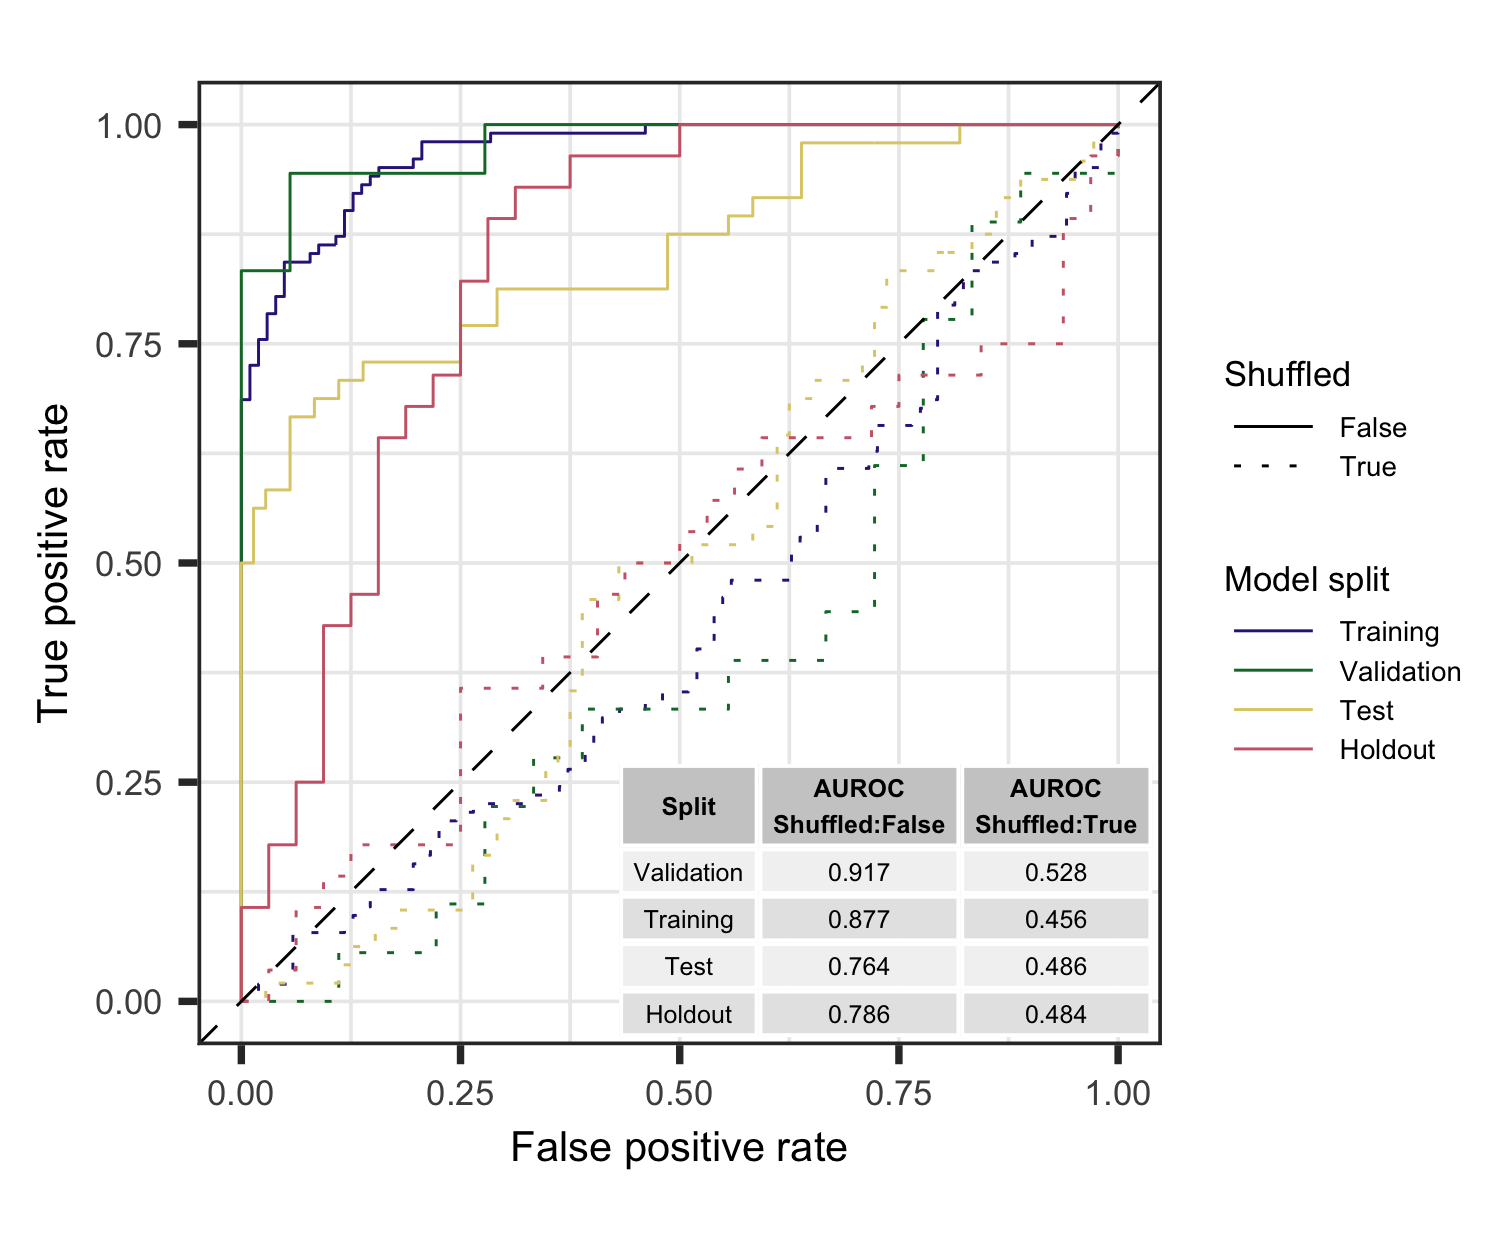 1.00
0.75
0.50
0.25
0.00
True positive rate
0.00 0.25 0.50 0.75 1.00
False positive rate
Split AUROC Shuffled:False AUROC Shuffled:True
Validation 0.917 0.528
Training 0.877 0.456
Test 0.764 0.486
Holdout 0.786 0.484
Shuffled
False
True
Model split
Training
Validation
Test
Holdout